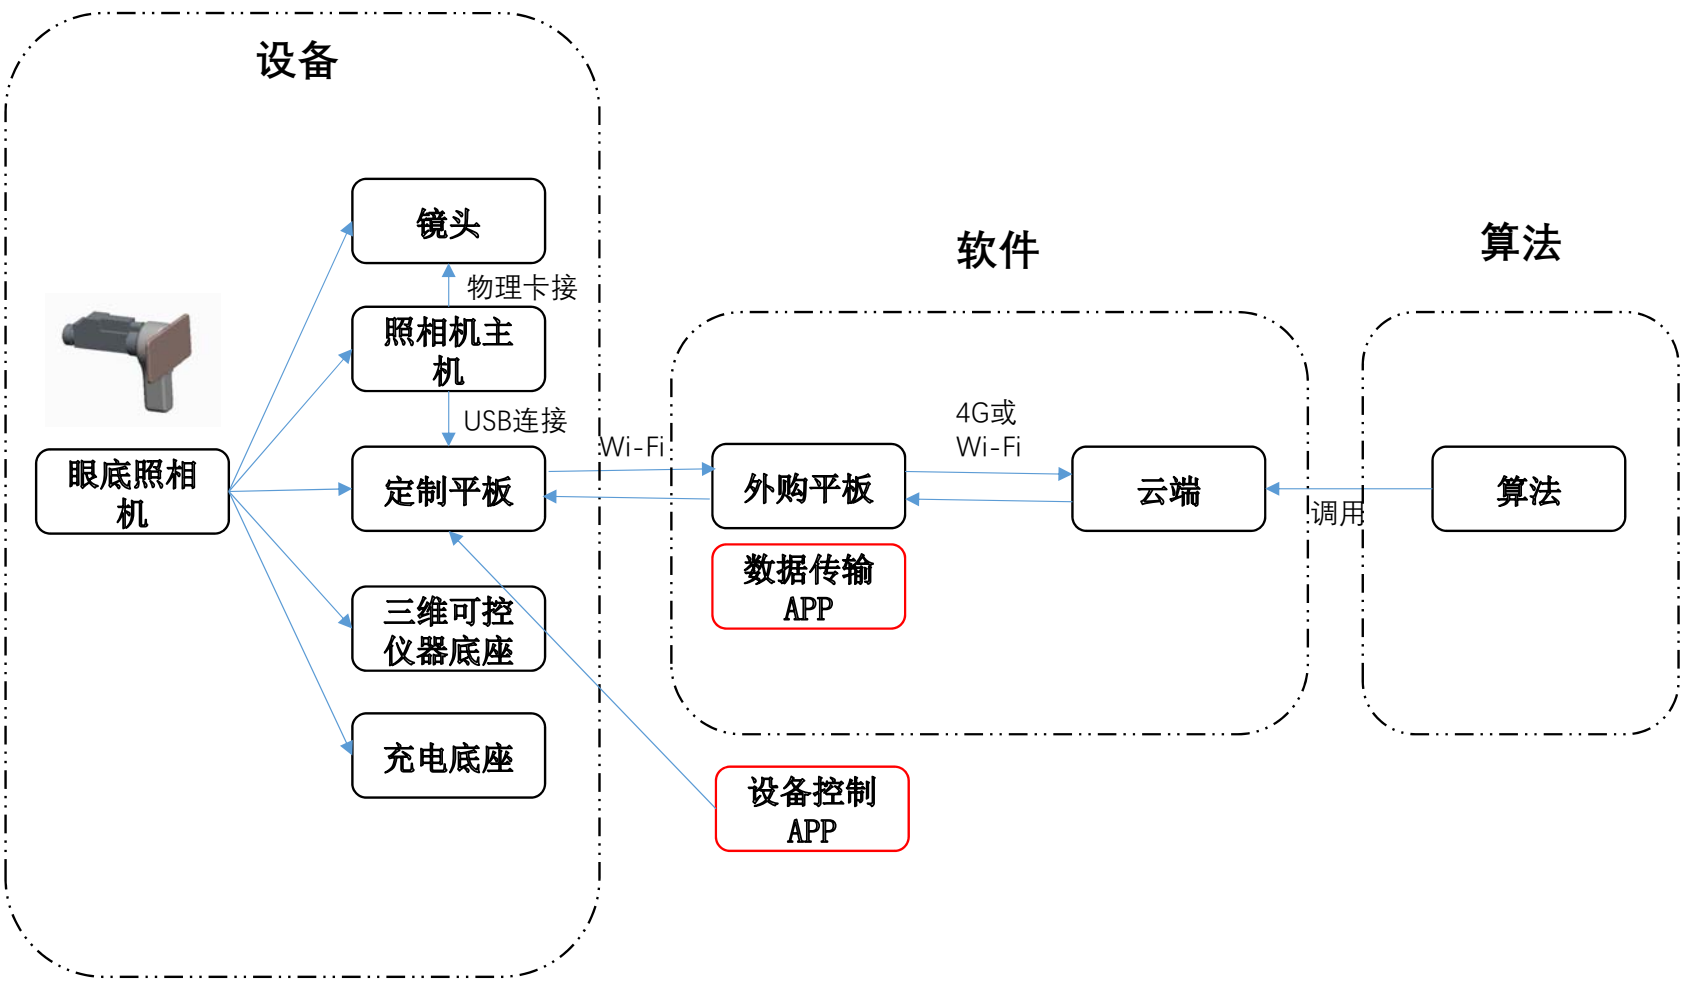 设备
镜头
物理卡接
照相机主
机
USB连接
眼底照相
机
定制平板
三维可控
仪器底座
充电底座
Wi-Fi
软件
外购平板
数据传输
APP
4G或
Wi-Fi
云端
设备控制
APP
调用
算法
算法